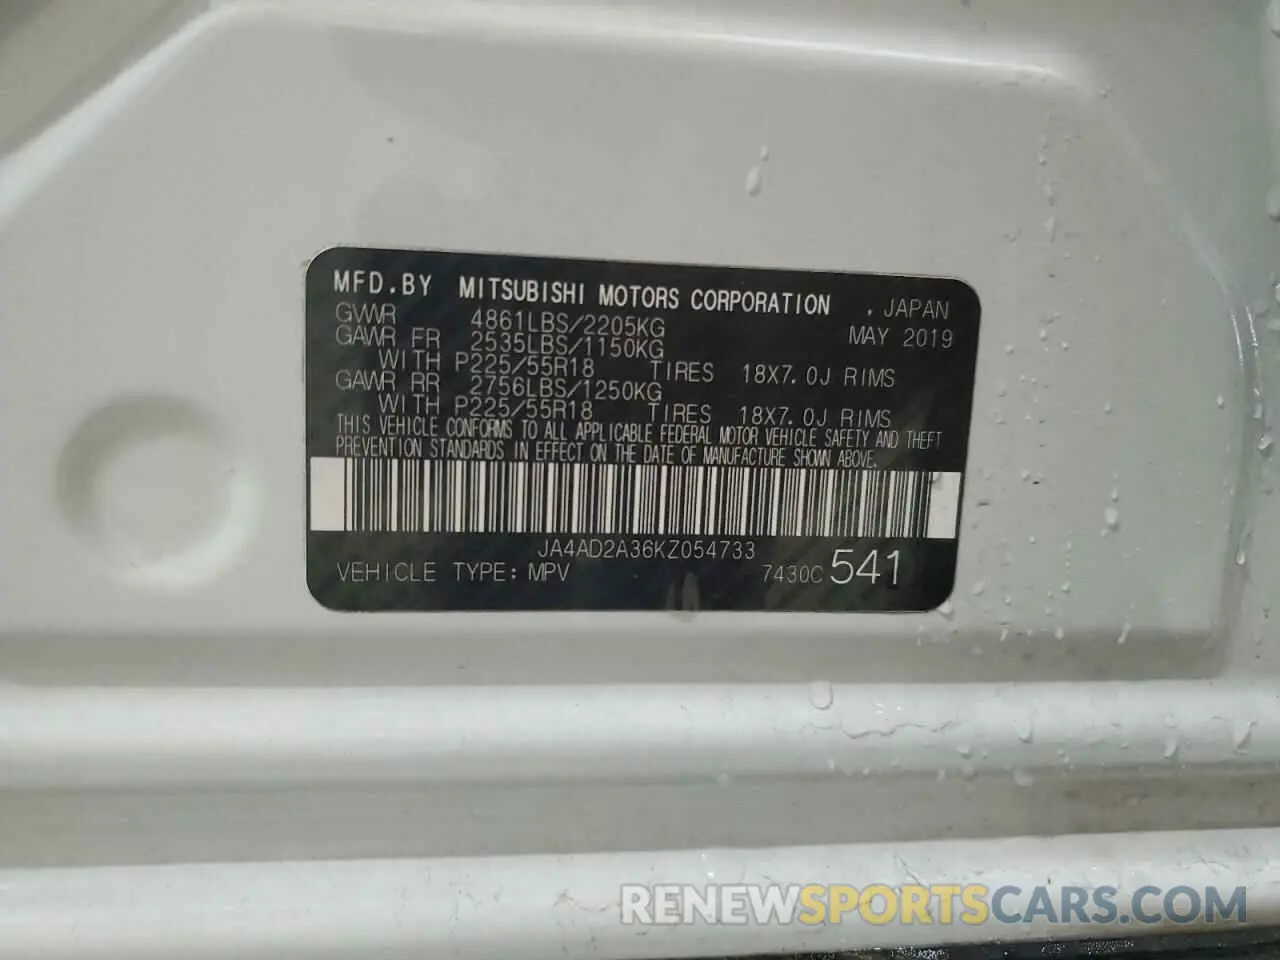 MFD.BY MITSUBISHI MOTORS CORPORATION , JAPAN
GVWR 4861LBS/2205KG MAY 2019
GAWR FR 2535LBS/1150KG
WITH P225/55R18 TIRES 18X7.0J RIMS
GAWR RR 2756LBS/1250KG
WITH P225/55R18 TIRES 18X7.0J RIMS
THIS VEHICLE CONFORMS TO ALL APPLICABLE FEDERAL MOTOR VEHICLE SAFETY AND THEFT
PREVENTION STANDARDS IN EFFECT ON THE DATE OF MANUFACTURE SHOWN ABOVE.
JA4AD2A36KZ054733
VEHICLE TYPE: MPV 7430C 541
RENEWSPORTSCARS.COM